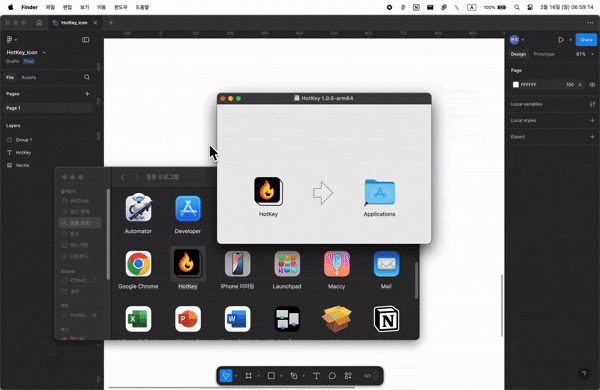 Finder 파일 편집 보기 이동 윈도우 도움말
100% 3월 16일 (일) 06:59:14
HotKey_icon
HotKey_icon
Drafts Free
File Assets
Pages
Page 1
Layers
Group 1
HotKey
Vector
Share
Design Prototype 87%
Page
FFFFFF 100 %
Local variables
Local styles
Export
HotKey 1.0.0-arm64
HotKey
Applications
응용 프로그램
즐겨찾기
AirDrop
최근 항목
응용 프로…
문서
데스크탑
다운로드
iCloud
iCloud…
공유
위치
HotKe…
태그
Automator
Developer
Google Chrome
HotKey
iPhone 미러링
Launchpad
Maccy
Mail